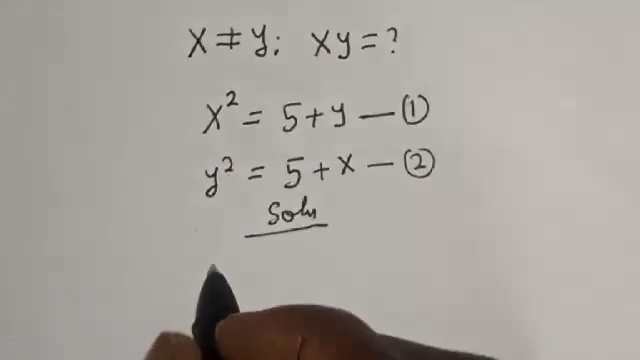 x ≠ y; xy = ?
x² = 5 + y — ①
y² = 5 + x — ②
Soln